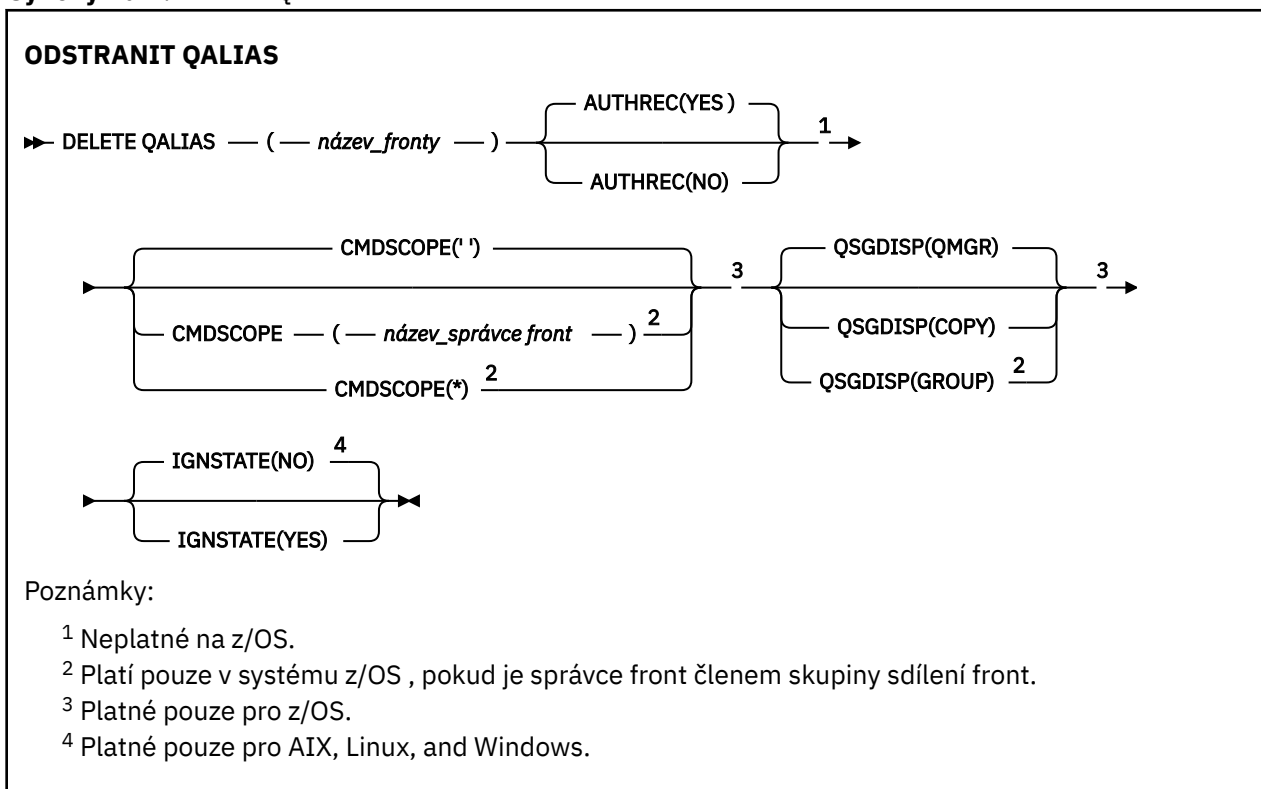 ODSTRANIT QALIAS
AUTHREC(YES )
DELETE QALIAS ( název_fronty ) 1
AUTHREC(NO)
CMDSCOPE(' ') QSGDISP(QMGR)
3 3
CMDSCOPE ( název_správce front ) 2 QSGDISP(COPY)
CMDSCOPE(*) 2 QSGDISP(GROUP) 2
IGNSTATE(NO) 4
IGNSTATE(YES)
Poznámky:
1 Neplatné na z/OS.
2 Platí pouze v systému z/OS , pokud je správce front členem skupiny sdílení front.
3 Platné pouze pro z/OS.
4 Platné pouze pro AIX, Linux, and Windows.